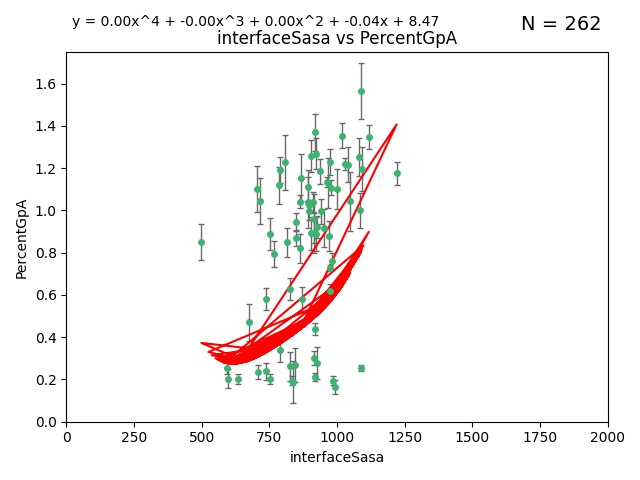 y = 0.00x^4 + -0.00x^3 + 0.00x^2 + -0.04x + 8.47
N = 262
interfaceSasa vs PercentGpA
PercentGpA
1.6
1.4
1.2
1.0
0.8
0.6
0.4
0.2
0.0
0 250 500 750 1000 1250 1500 1750 2000
interfaceSasa